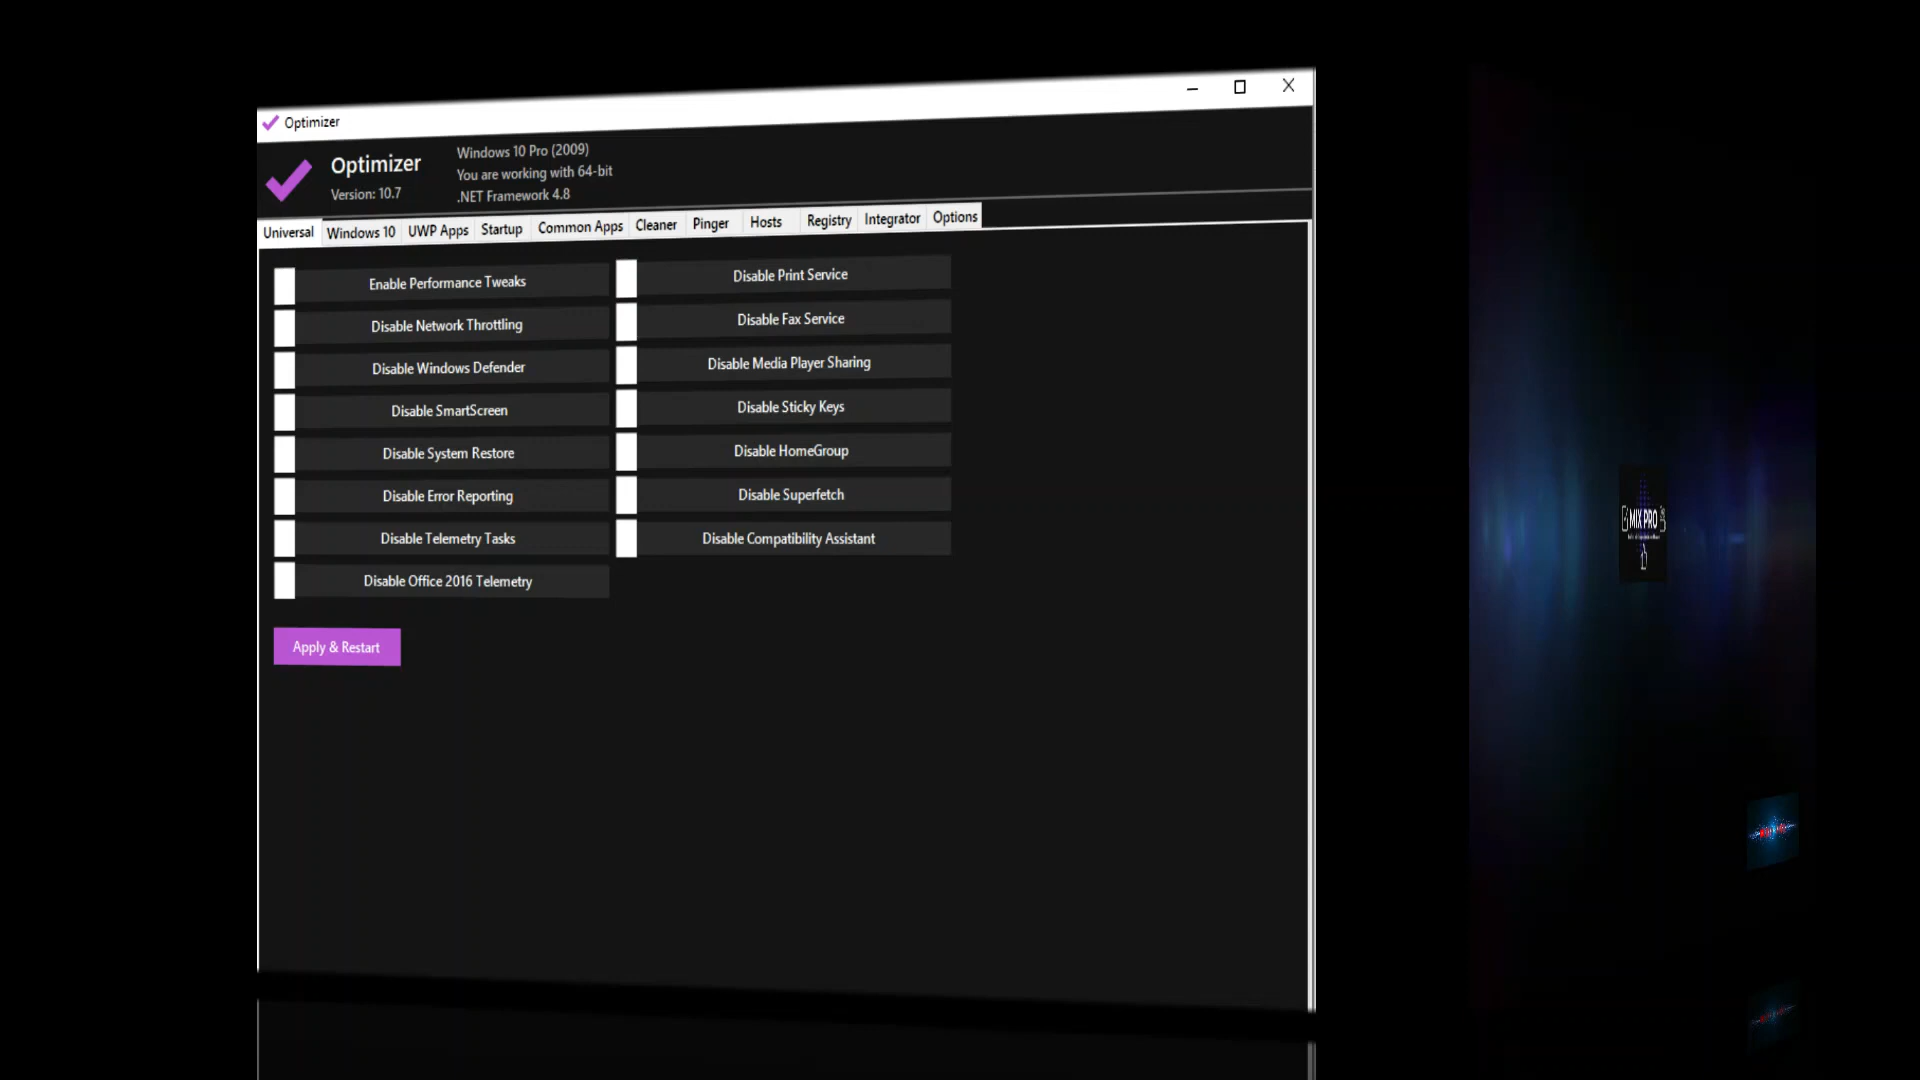 Optimizer
Optimizer
Version: 10.7
Windows 10 Pro (2009)
You are working with 64-bit
.NET Framework 4.8
Universal
Windows 10
UWP Apps
Startup
Common Apps
Cleaner
Pinger
Hosts
Registry
Integrator
Options
Enable Performance Tweaks
Disable Network Throttling
Disable Windows Defender
Disable SmartScreen
Disable System Restore
Disable Error Reporting
Disable Telemetry Tasks
Disable Office 2016 Telemetry
Disable Print Service
Disable Fax Service
Disable Media Player Sharing
Disable Sticky Keys
Disable HomeGroup
Disable Superfetch
Disable Compatibility Assistant
Apply & Restart
MIX PRO